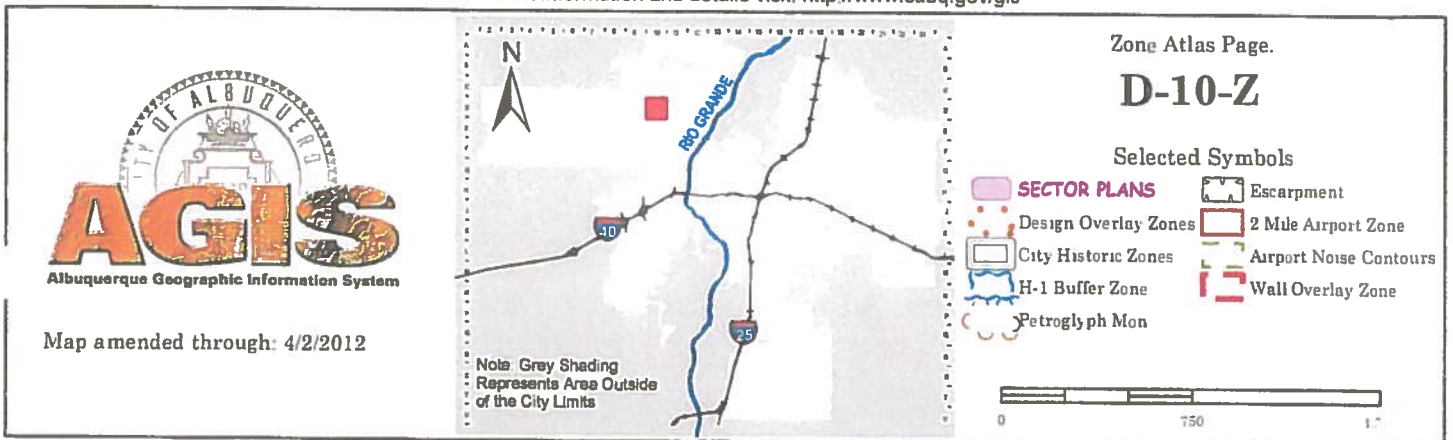 CITY OF ALBUQUERQ
AGIS
Albuquerque Geographic Information System
Map amended through: 4/2/2012
N
RIO GRANDE
40
25
Note: Grey Shading
Represents Area Outside
of the City Limits
Zone Atlas Page.
D-10-Z
Selected Symbols
SECTOR PLANS
Escarpment
Design Overlay Zones
2 Mile Airport Zone
City Historic Zones
Airport Noise Contours
H-1 Buffer Zone
Wall Overlay Zone
Petroglyph Mon
0
750